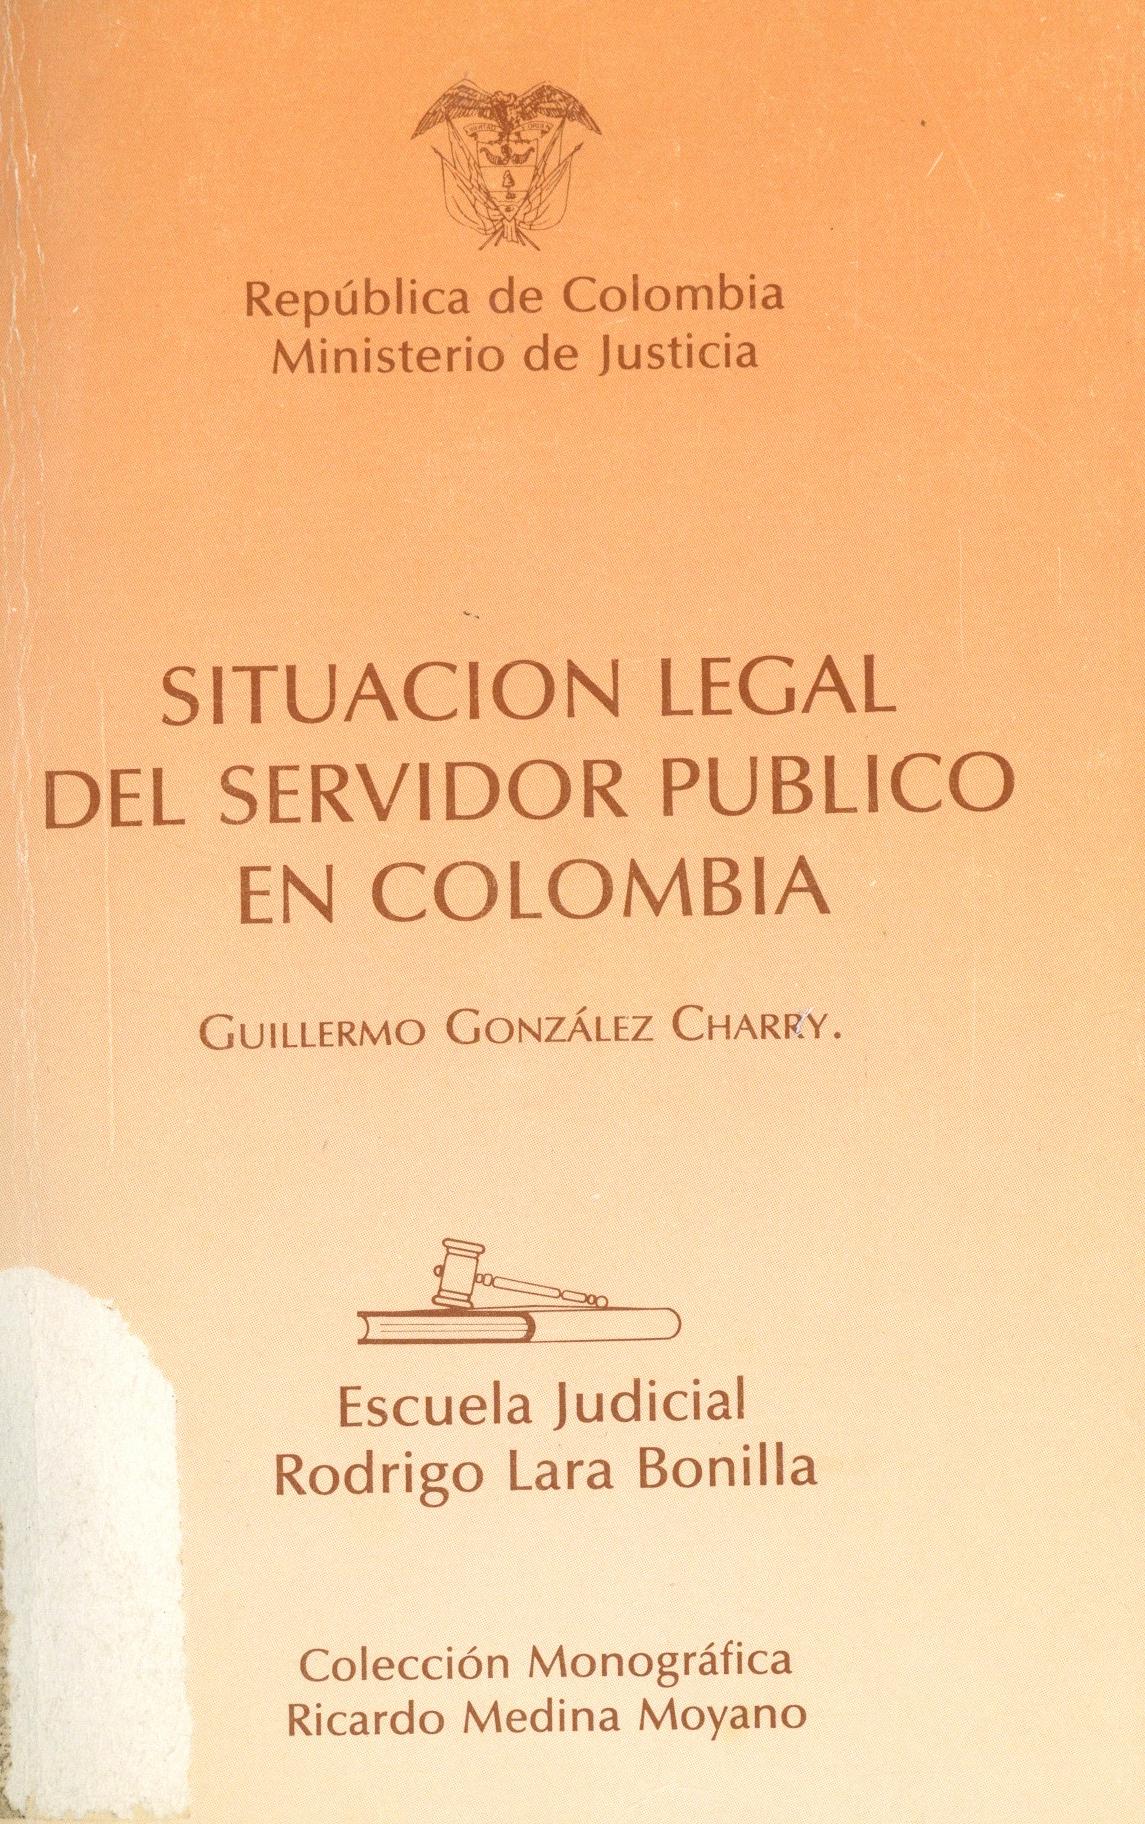 República de Colombia
Ministerio de Justicia
SITUACION LEGAL
DEL SERVIDOR PUBLICO
EN COLOMBIA
GUILLERMO GONZÁLEZ CHARRY.
Escuela Judicial
Rodrigo Lara Bonilla
Colección Monográfica
Ricardo Medina Moyano